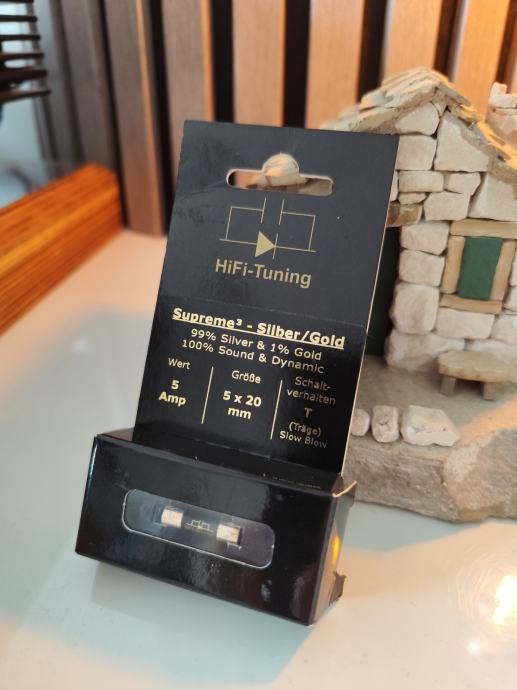 HiFi-Tuning
Supreme³ - Silber/Gold
99% Silver & 1% Gold
100% Sound & Dynamic
Wert
5
Amp
Größe
5 x 20
mm
Schalt-
verhalten
T
(Träge)
Slow Blow